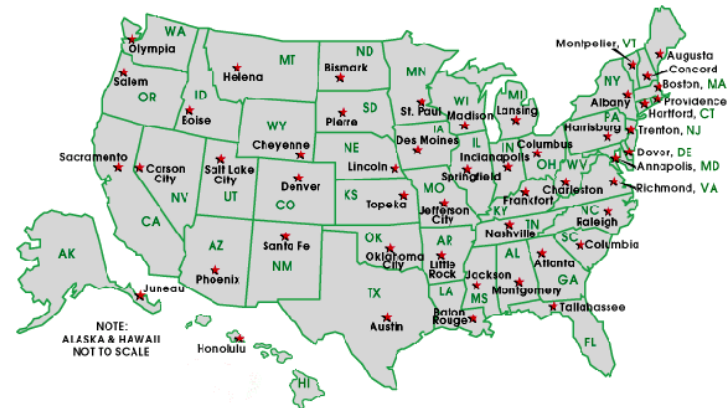 WA
Olympia
MT
ND
Montpelier, VT
Helena
Bismark
MN
Augusta
Concord
Salem
OR
ID
SD
St. Paul
WI
MI
NY
Boston, MA
Albany
Providence
Hartford, CT
Boise
WY
Pierre
Madison
Lansing
PA
Harrisburg
Trenton, NJ
Cheyenne
NE
IA
Des Moines
IL
IN
Columbus
OH
Dover, DE
Annapolis, MD
Sacramento
Carson
City
Salt Lake
City
Lincoln
Indianapolis
WV
Springfield
Charleston
Richmond, VA
NV
UT
Denver
CO
KS
Topeka
MO
Jefferson
City
Frankfort
KY
CA
NC
Raleigh
Nashville
TN
AK
AZ
Santa Fe
NM
OK
Oklahoma
City
AR
Little
Rock
SC
Columbia
AL
Atlanta
GA
Phoenix
Jackson
Montgomery
Juneau
TX
LA
MS
Baton
Rouge
Tallahassee
Austin
NOTE:
ALASKA & HAWAII
NOT TO SCALE
Honolulu
FL
HI